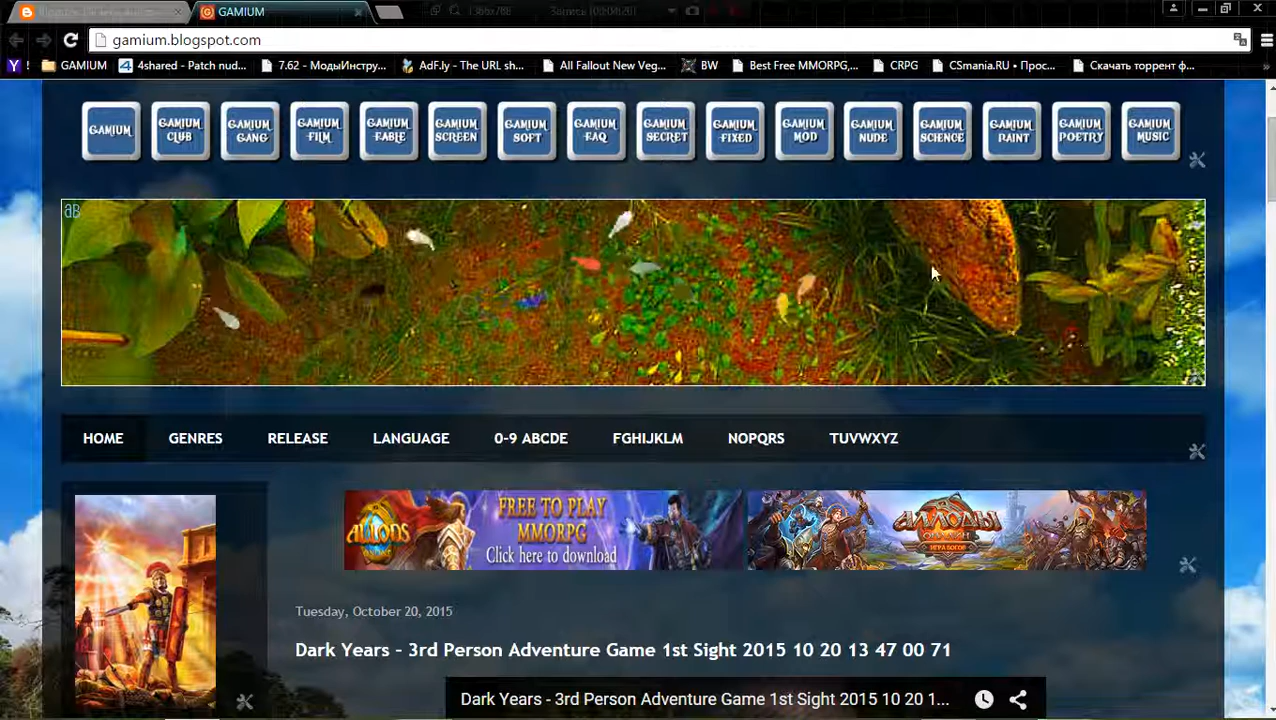 GAMIUM
gamium.blogspot.com
Y !
GAMIUM
4shared - Patch nud...
7.62 - МодыИнстру...
AdF.ly - The URL sh...
All Fallout New Veg...
BW
Best Free MMORPG,...
CRPG
CSmania.RU • Прос...
Скачать торрент ф...
»
GAMIUM
GAMIUM CLUB
GAMIUM GANG
GAMIUM FILM
GAMIUM FABLE
GAMIUM SCREEN
GAMIUM SOFT
GAMIUM FAQ
GAMIUM SECRET
GAMIUM FIXED
GAMIUM MOD
GAMIUM NUDE
GAMIUM SCIENCE
GAMIUM PAINT
GAMIUM POETRY
GAMIUM MUSIC
aB
HOME
GENRES
RELEASE
LANGUAGE
0-9 ABCDE
FGHIJKLM
NOPQRS
TUVWXYZ
ALLODS
FREE TO PLAY
MMORPG
Click here to download
АЛЛОДЫ
ИГРА БОГОВ
Tuesday, October 20, 2015
Dark Years - 3rd Person Adventure Game 1st Sight 2015 10 20 13 47 00 71
Dark Years - 3rd Person Adventure Game 1st Sight 2015 10 20 1...